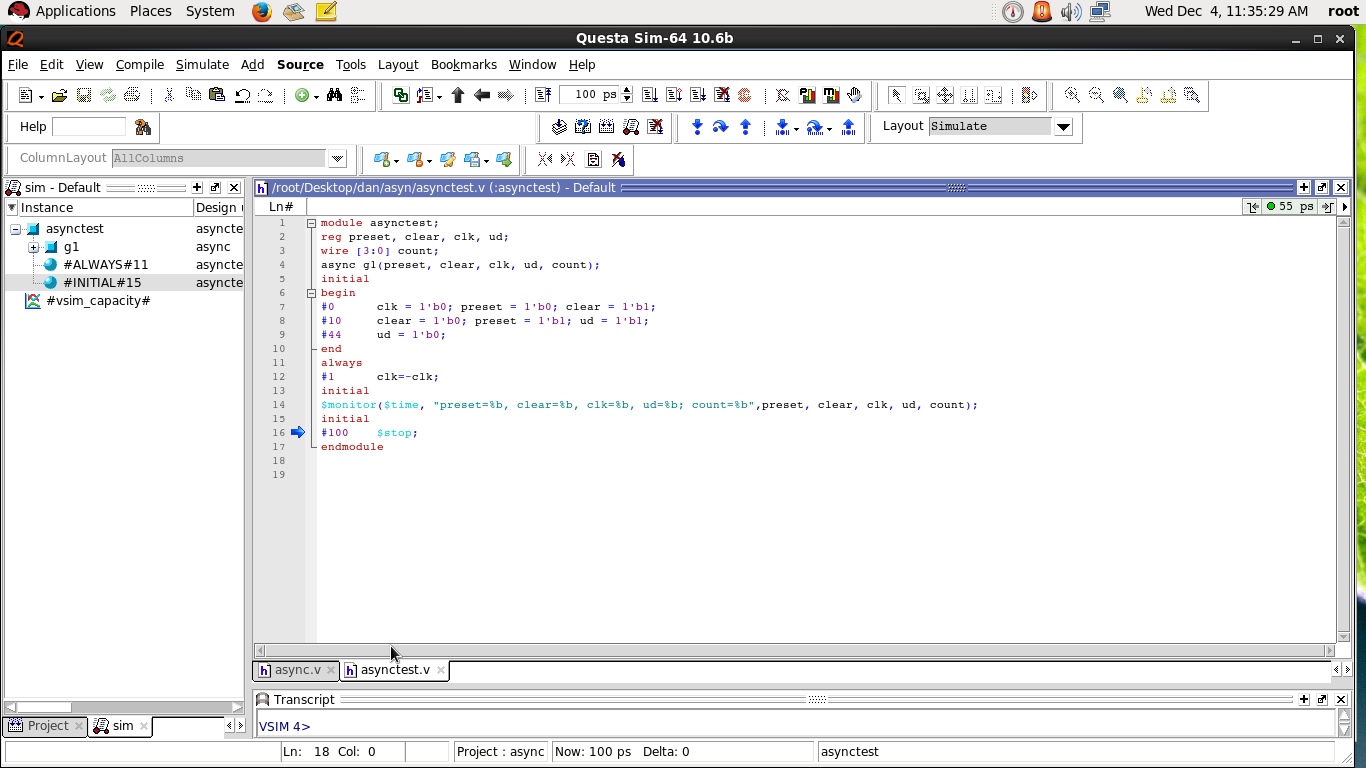 Applications Places System Wed Dec 4, 11:35:29 AM root
Questa Sim-64 10.6b
File Edit View Compile Simulate Add Source Tools Layout Bookmarks Window Help
100 ps
Help Layout Simulate
ColumnLayout AllColumns
sim - Default
Instance Design
asynctest asyncte
g1 async
#ALWAYS#11 asyncte
#INITIAL#15 asyncte
#vsim_capacity#
Project sim
/root/Desktop/dan/asyn/asynctest.v (:asynctest) - Default
Ln# 55 ps
1 module asynctest;
2 reg preset, clear, clk, ud;
3 wire [3:0] count;
4 async g1(preset, clear, clk, ud, count);
5 initial
6 begin
7 #0 clk = 1'b0; preset = 1'b0; clear = 1'b1;
8 #10 clear = 1'b0; preset = 1'b1; ud = 1'b1;
9 #44 ud = 1'b0;
10 end
11 always
12 #1 clk=~clk;
13 initial
14 $monitor($time, "preset=%b, clear=%b, clk=%b, ud=%b; count=%b",preset, clear, clk, ud, count);
15 initial
16 #100 $stop;
17 endmodule
18
19
async.v asynctest.v
Transcript
VSIM 4>
Ln: 18 Col: 0 Project : async Now: 100 ps Delta: 0 asynctest